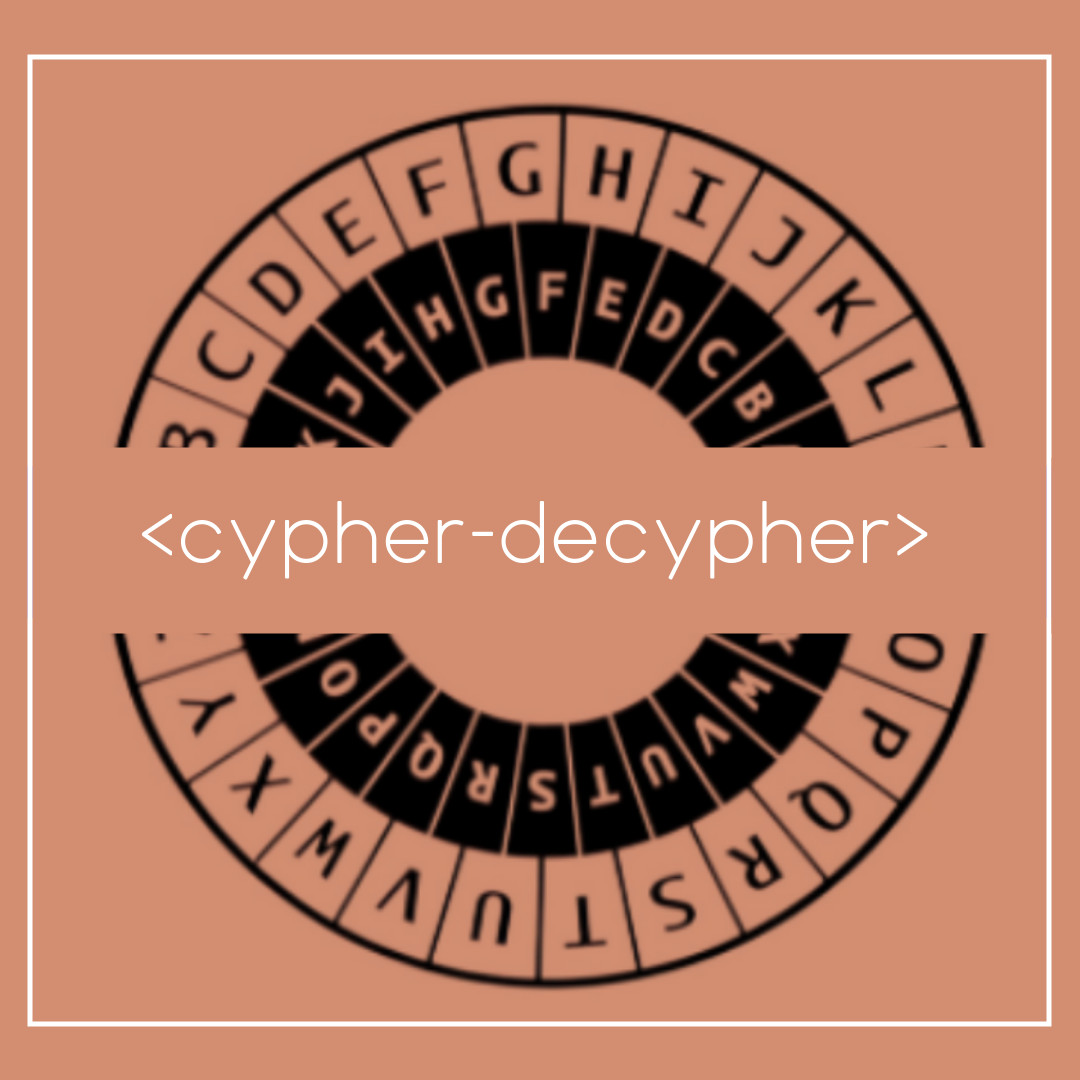 B C D E F G H I J K L
K J I H G F E D C B
<cypher-decypher>
O P Q R S T U V W X Y
O P Q R S T U V W X